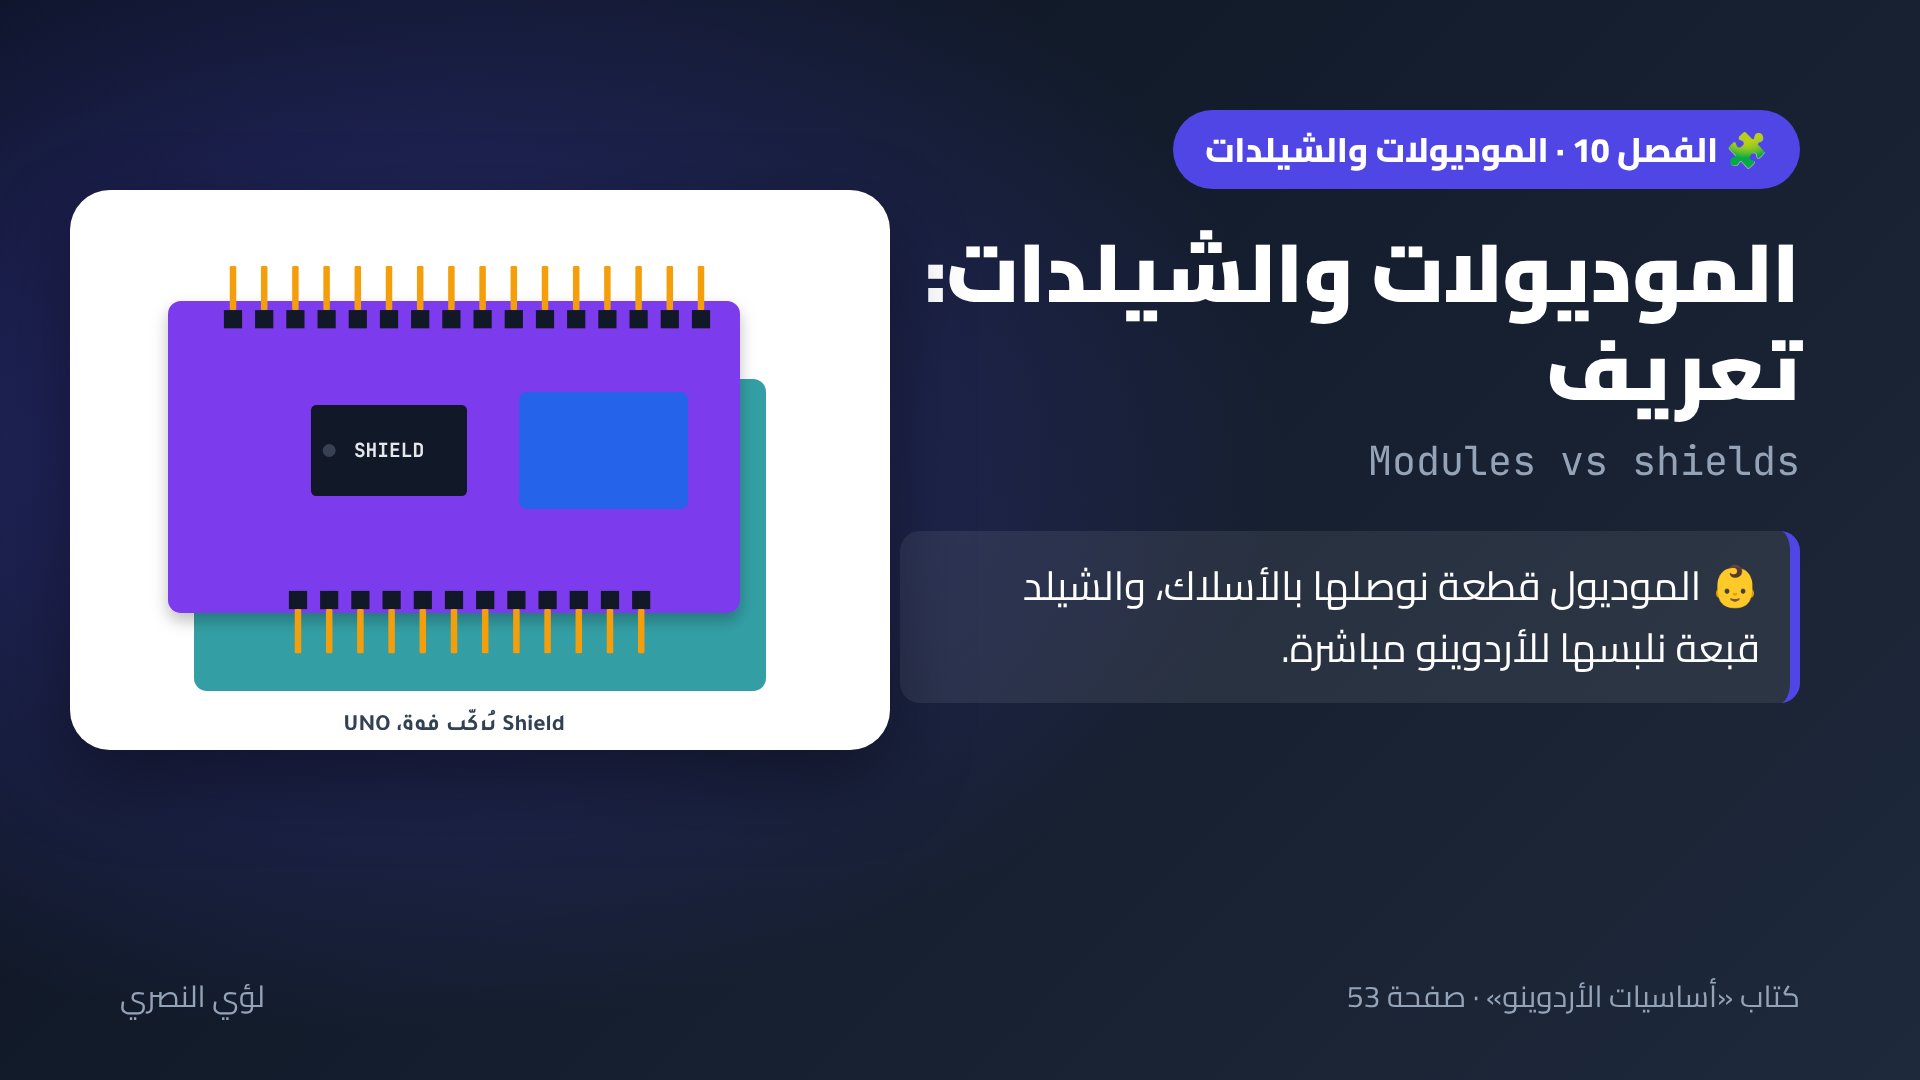 🧩 الفصل 10 · الموديولات والشيلدات
الموديولات والشيلدات:
تعريف
Modules vs shields
👶 الموديول قطعة نوصلها بالأسلاك، والشيلد
قبعة نلبسها للأردوينو مباشرة.
SHIELD
Shield تُركّب فوق UNO
كتاب «أساسيات الأردوينو» · صفحة 53
لؤي النصري